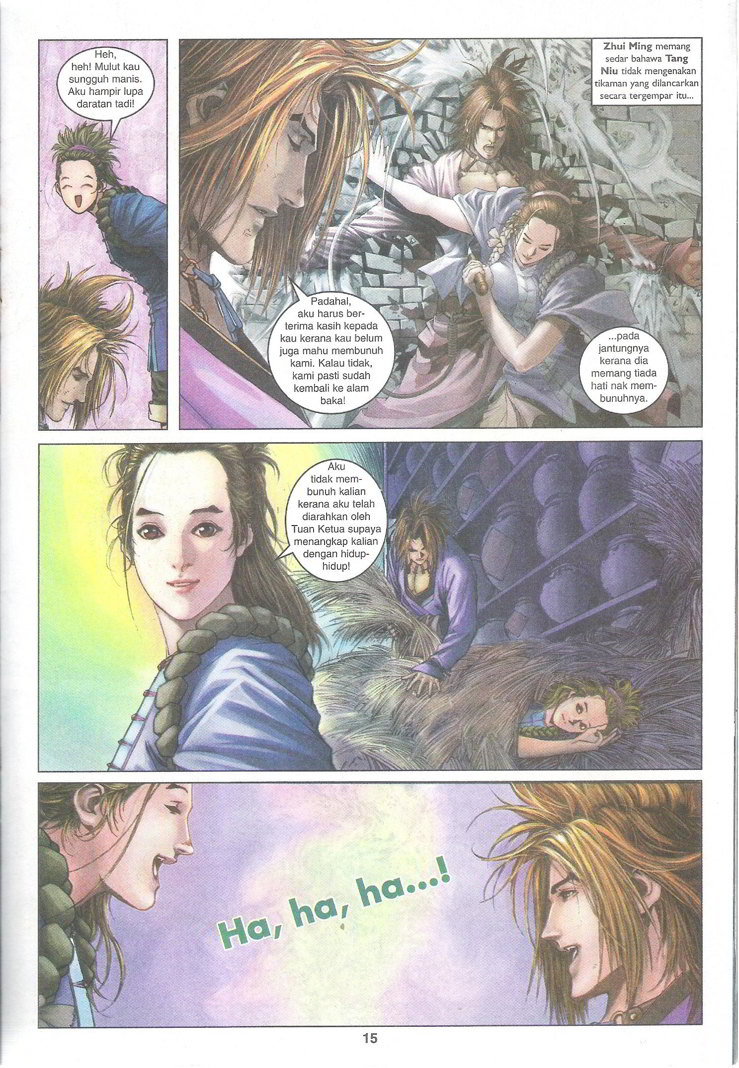 Heh,
heh! Mulut kau
sungguh manis.
Aku hampir lupa
daratan tadi!
Zhui Ming memang
sedar bahawa Tang
Niu tidak mengenakan
tikaman yang dilancarkan
secara tergempar itu...
Padahal,
aku harus ber-
terima kasih kepada
kau kerana kau belum
juga mahu membunuh
kami. Kalau tidak,
kami pasti sudah
kembali ke alam
baka!
...pada
jantungnya
kerana dia
memang tiada
hati nak mem-
bunuhnya.
Aku
tidak mem-
bunuh kalian
kerana aku telah
diarahkan oleh
Tuan Ketua supaya
menangkap kalian
dengan hidup-
hidup!
Ha, ha, ha...!
15